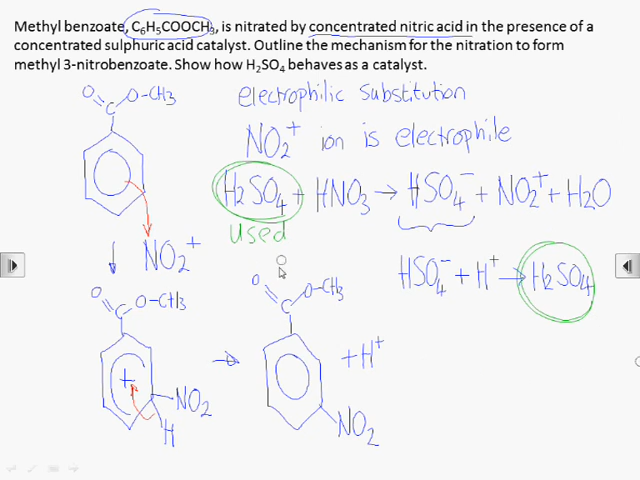 Methyl benzoate, C₆H₅COOCH₃, is nitrated by concentrated nitric acid in the presence of a
concentrated sulphuric acid catalyst. Outline the mechanism for the nitration to form
methyl 3-nitrobenzoate. Show how H₂SO₄ behaves as a catalyst.
electrophilic substitution
O C O-CH₃
NO₂⁺ ion is electrophile
H₂SO₄ + HNO₃ → HSO₄⁻ + NO₂⁺ + H₂O
used
NO₂⁺
HSO₄⁻ + H⁺ → H₂SO₄
O C O-CH₃
O C O-CH₃
+
NO₂
H
→
+ H⁺
NO₂